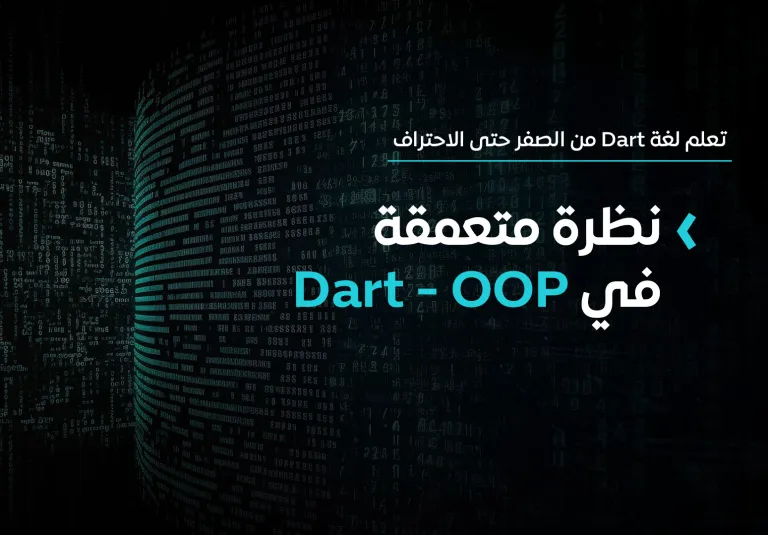 تعلم لغة Dart من الصفر حتى الاحتراف
نظرة متعمقة
في Dart - OOP